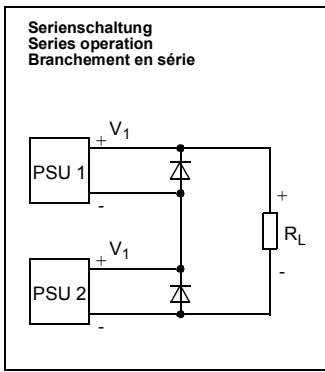 Serienschaltung
Series operation
Branchement en série
+ V1
PSU 1
-
+
RL
-
+ V1
PSU 2
-